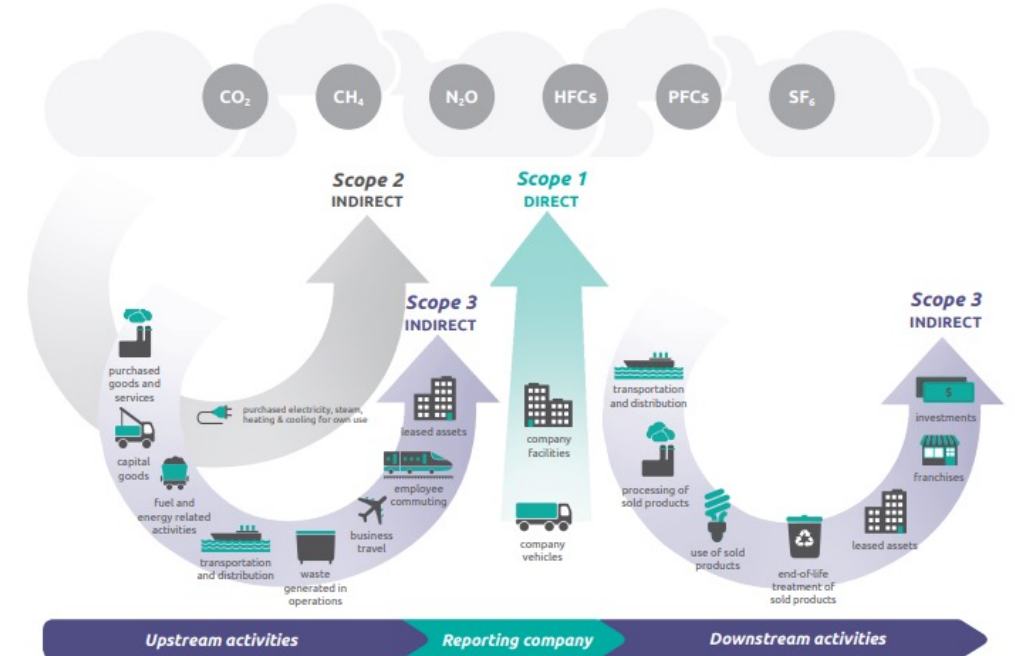 CO₂
CH₄
N₂O
HFCs
PFCs
SF₆
Scope 2
INDIRECT
Scope 1
DIRECT
Scope 3
INDIRECT
Scope 3
INDIRECT
purchased
goods and
services
capital
goods
fuel and
energy related
activities
transportation
and distribution
waste
generated in
operations
business
travel
employee
commuting
leased assets
purchased electricity, steam,
heating & cooling for own use
company
facilities
company
vehicles
transportation
and distribution
processing of
sold products
use of sold
products
end-of-life
treatment of
sold products
leased assets
franchises
$
investments
Upstream activities
Reporting company
Downstream activities